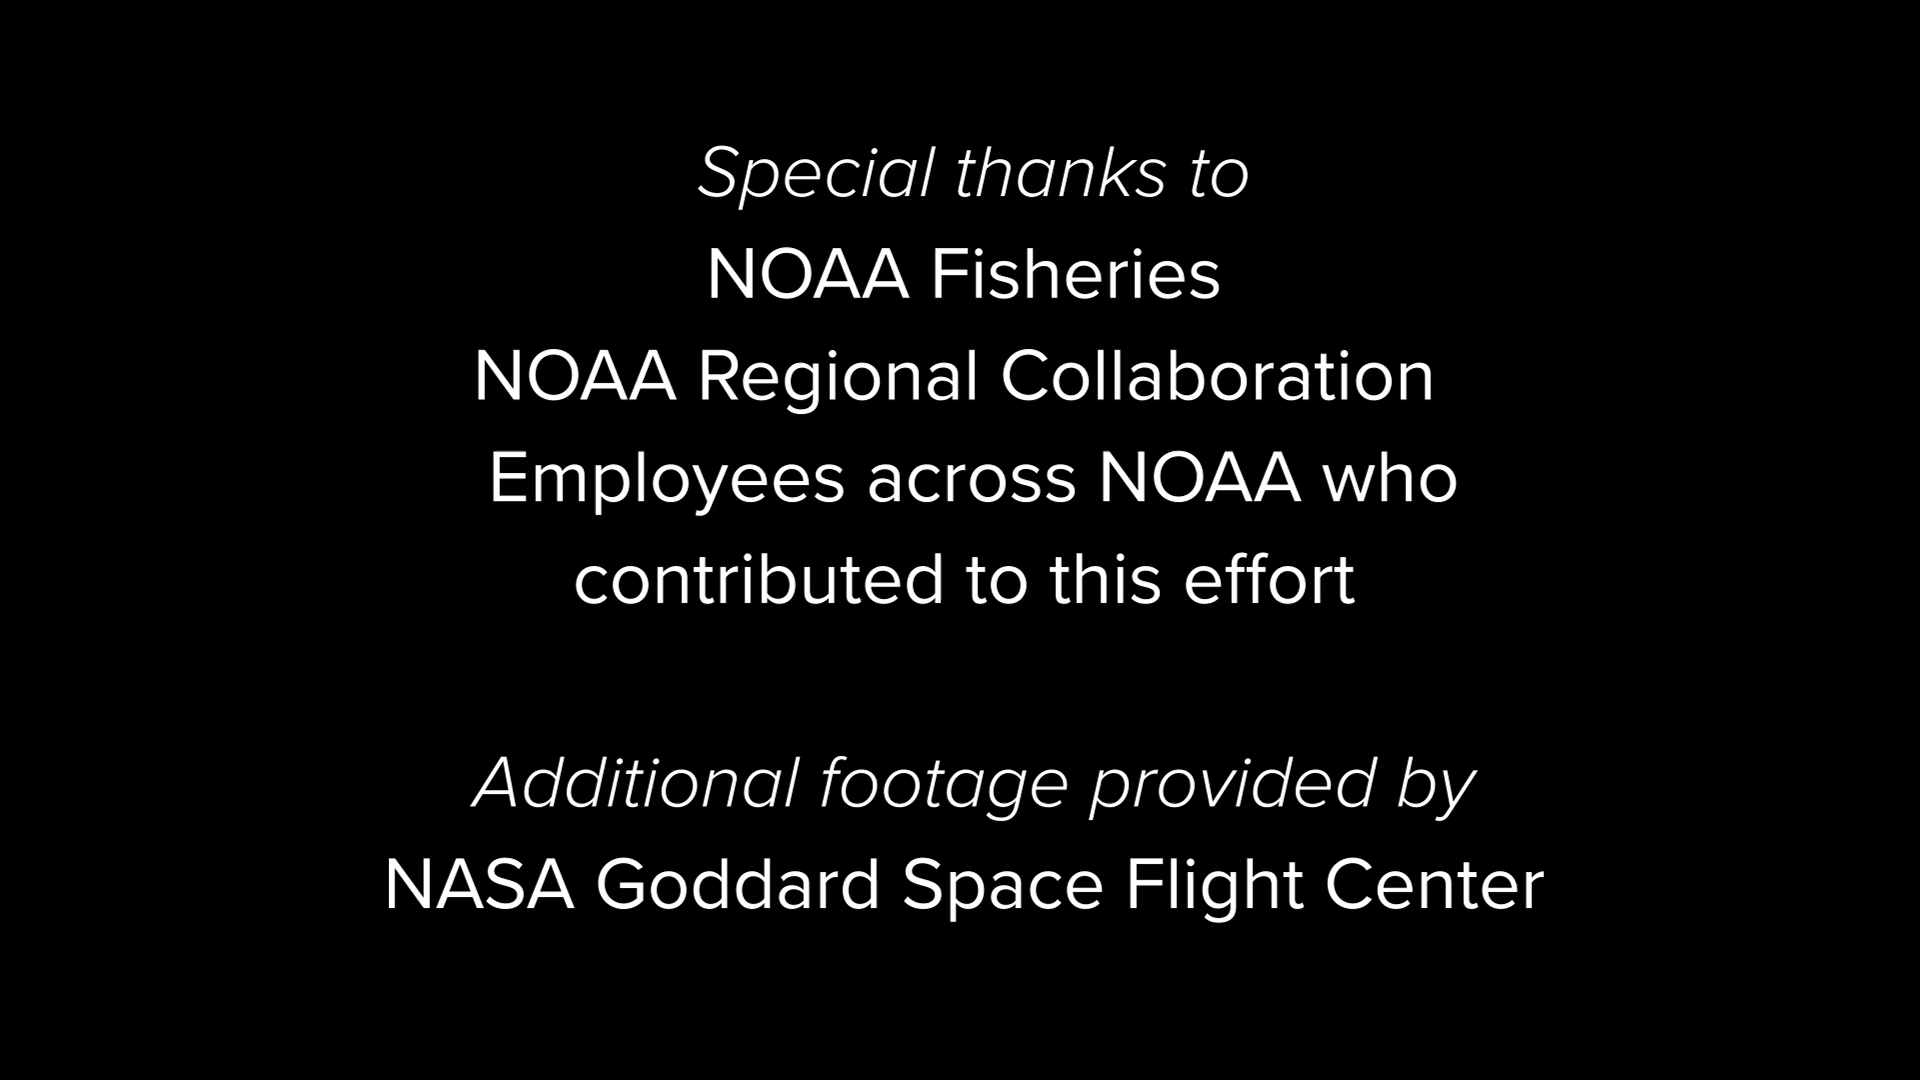 Special thanks to
NOAA Fisheries
NOAA Regional Collaboration
Employees across NOAA who
contributed to this effort
Additional footage provided by
NASA Goddard Space Flight Center